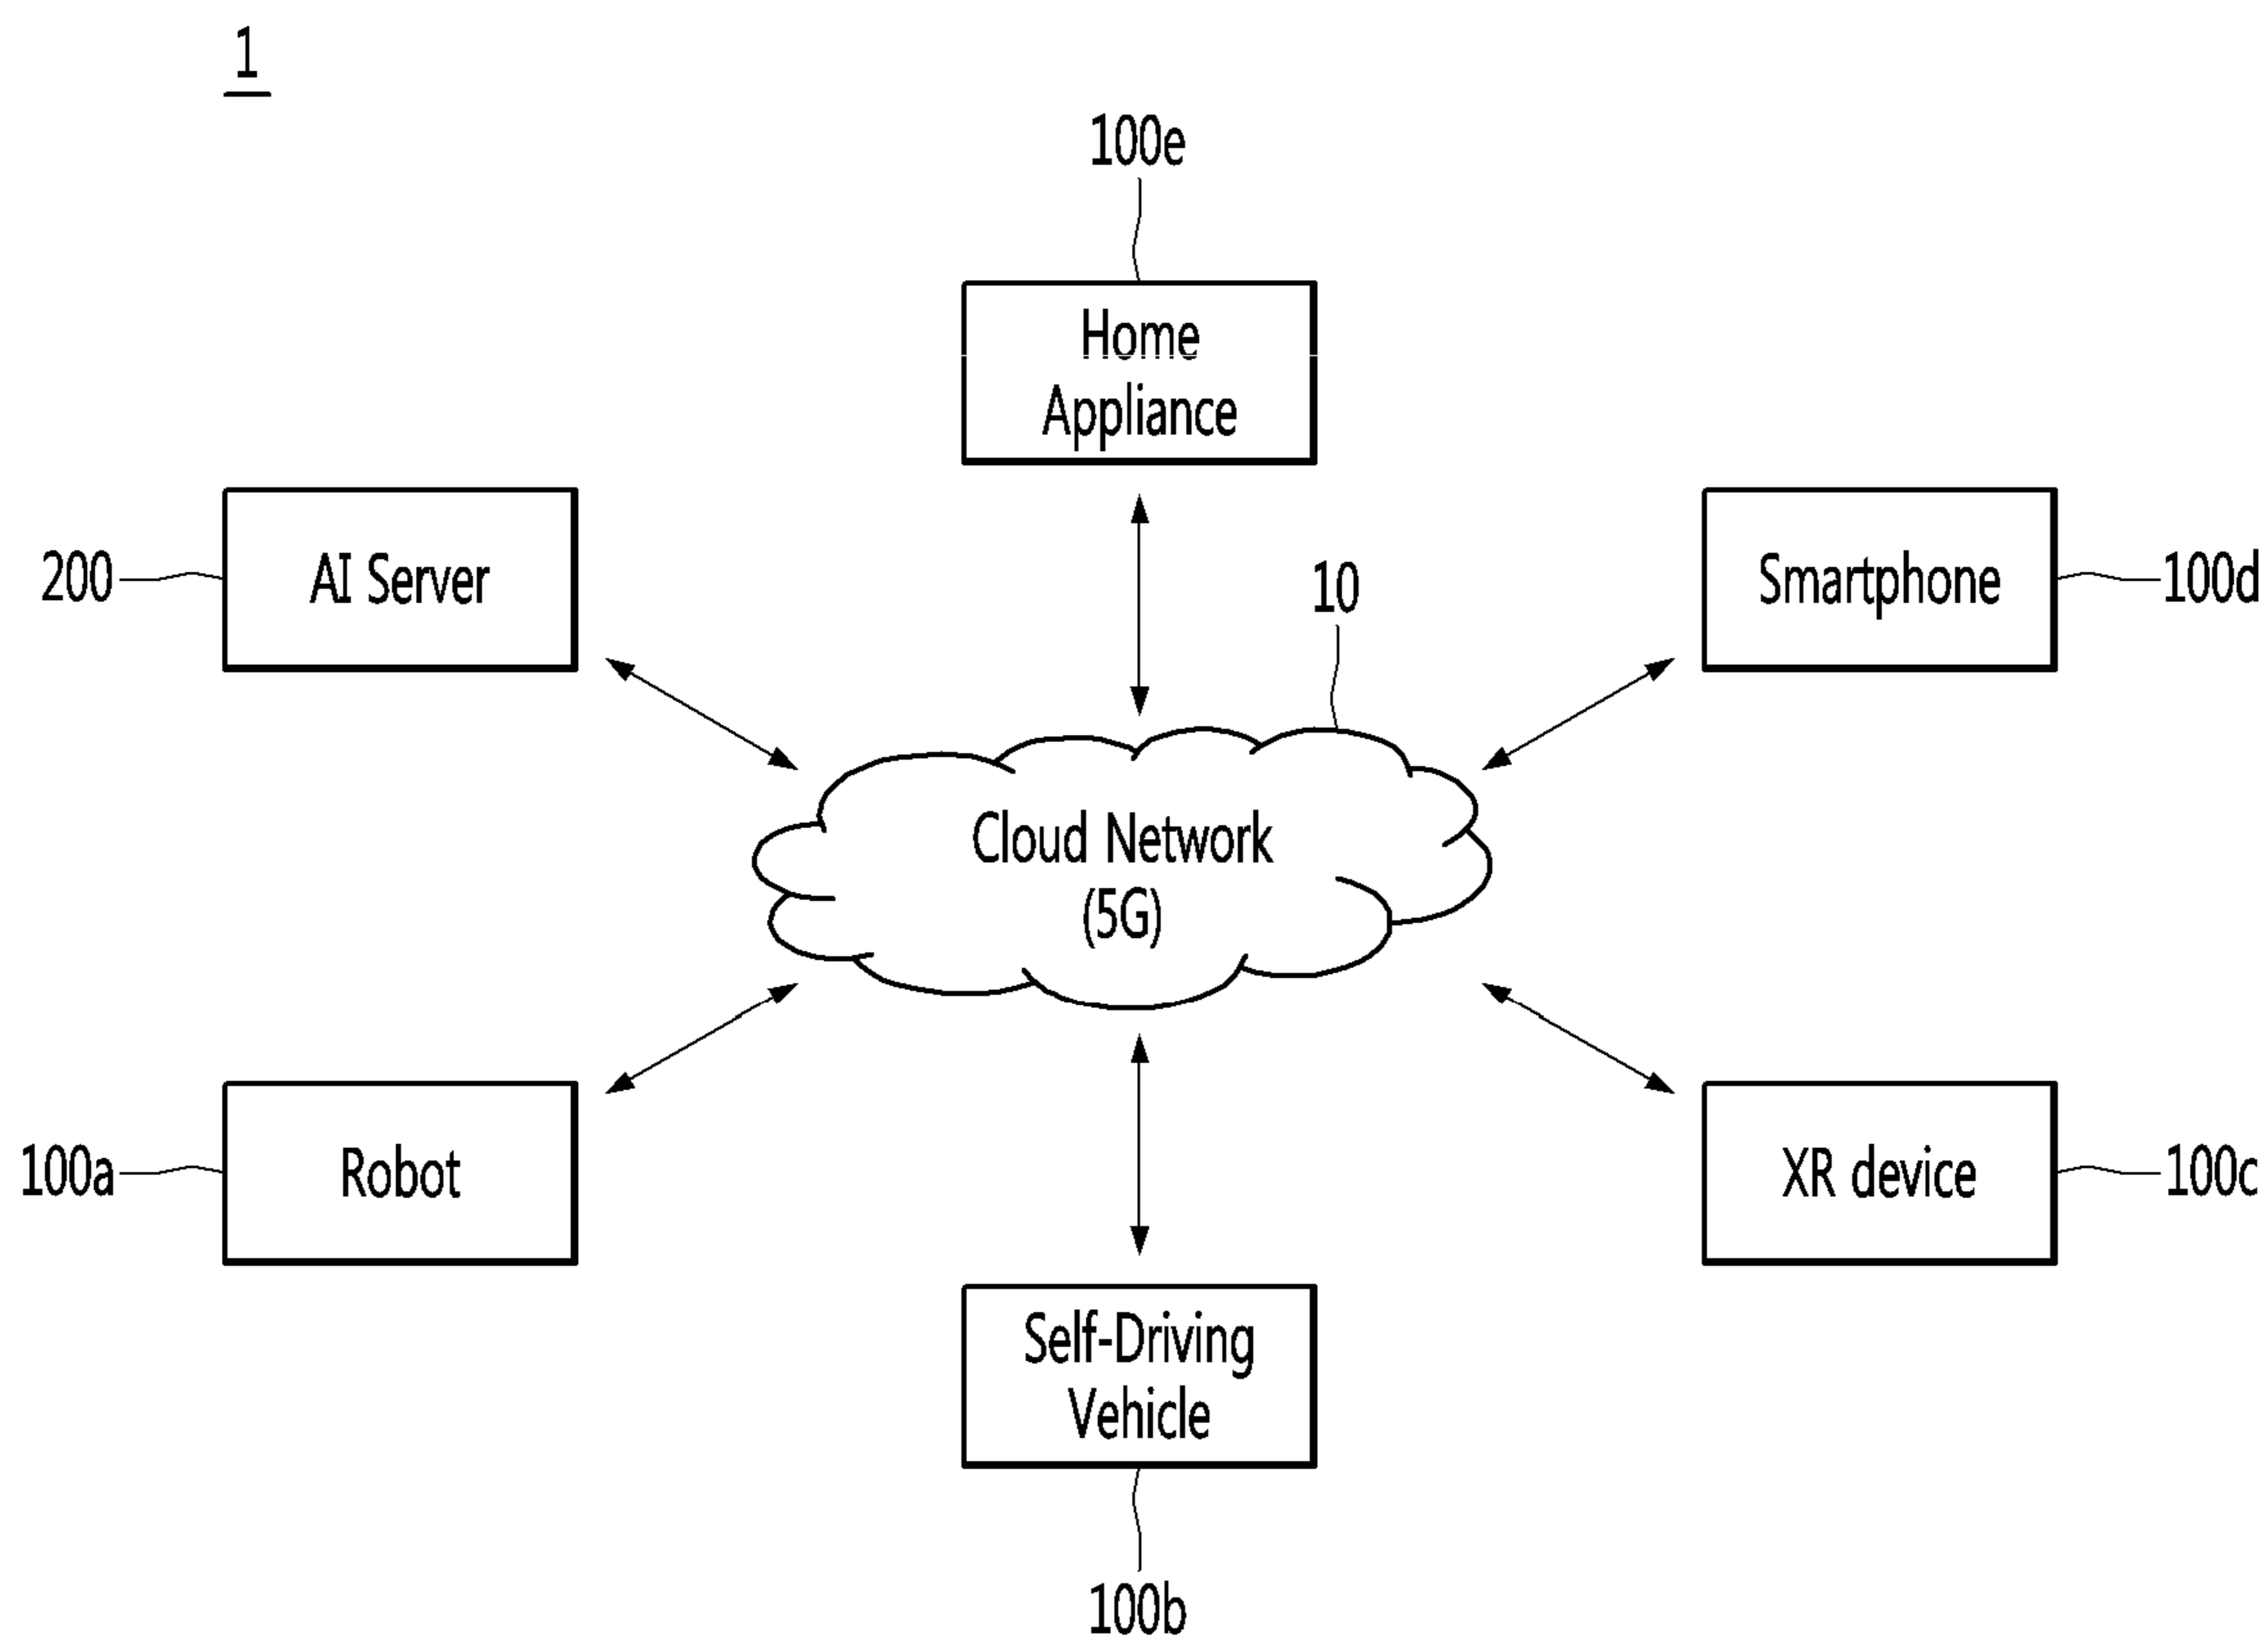 1
100e
Home
Appliance
200
AI Server
10
Smartphone
100d
Cloud Network
(5G)
100a
Robot
XR device
100c
Self-Driving
Vehicle
100b